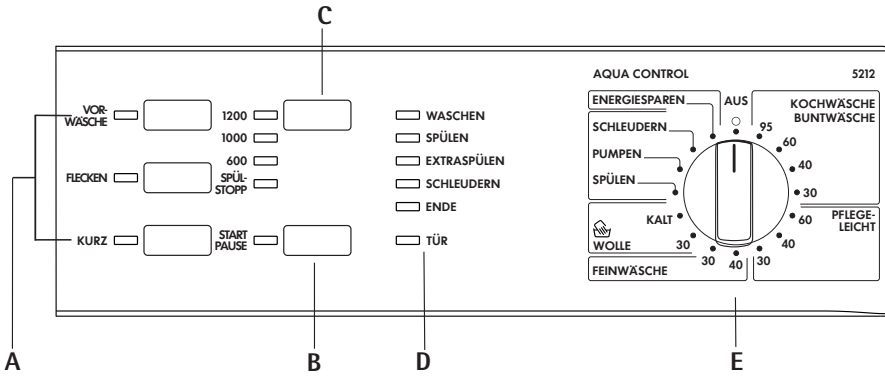 C
VOR-
WÄSCHE
FLECKEN
KURZ
1200
1000
600
SPÜL-
STOPP
START
PAUSE
WASCHEN
SPÜLEN
EXTRASPÜLEN
SCHLEUDERN
ENDE
TÜR
AQUA CONTROL
5212
ENERGIESPAREN
AUS
KOCHWÄSCHE
BUNTWÄSCHE
SCHLEUDERN
PUMPEN
SPÜLEN
KALT
WOLLE
FEINWÄSCHE
95
60
40
30
60
40
30
40
30
30
PFLEGE-
LEICHT
A
B
D
E